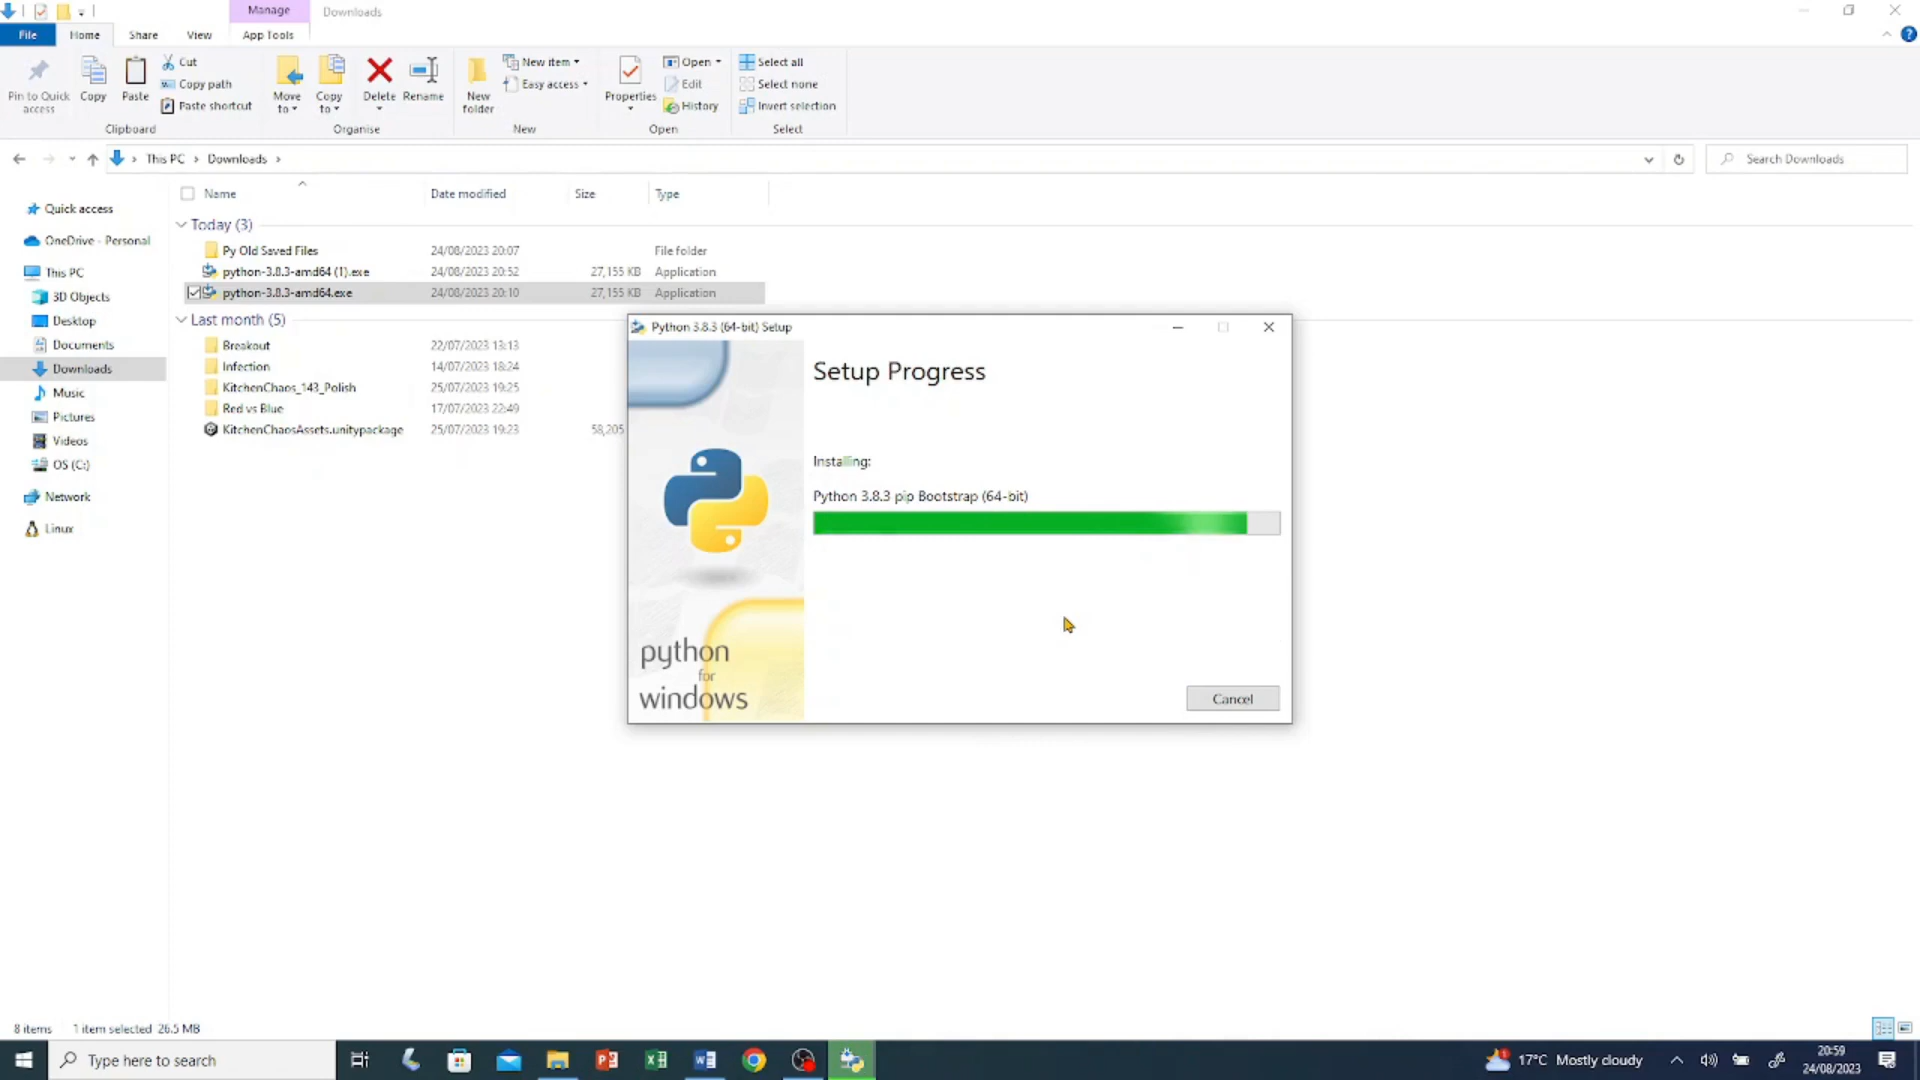 Manage
Downloads
File
Home
Share
View
App Tools
Pin to Quick access
Copy
Paste
Cut
Copy path
Paste shortcut
Clipboard
Move to
Copy to
Delete
Rename
Organise
New folder
New item
Easy access
New
Properties
Open
Edit
History
Open
Select all
Select none
Invert selection
Select
This PC
Downloads
Search Downloads
Name
Date modified
Size
Type
Quick access
OneDrive - Personal
This PC
3D Objects
Desktop
Documents
Downloads
Music
Pictures
Videos
OS (C:)
Network
Linux
Today (3)
Py Old Saved Files 24/08/2023 20:07 File folder
python-3.8.3-amd64 (1).exe 24/08/2023 20:52 27,155 KB Application
python-3.8.3-amd64.exe 24/08/2023 20:10 27,155 KB Application
Last month (5)
Breakout 22/07/2023 13:13
Infection 14/07/2023 18:24
KitchenChaos_143_Polish 25/07/2023 19:25
Red vs Blue 17/07/2023 22:49
KitchenChaosAssets.unitypackage 25/07/2023 19:23 58,205
Python 3.8.3 (64-bit) Setup
Setup Progress
Installing:
Python 3.8.3 pip Bootstrap (64-bit)
python
for
windows
Cancel
8 items 1 item selected 26.5 MB
Type here to search
17°C Mostly cloudy
20:59
24/08/2023